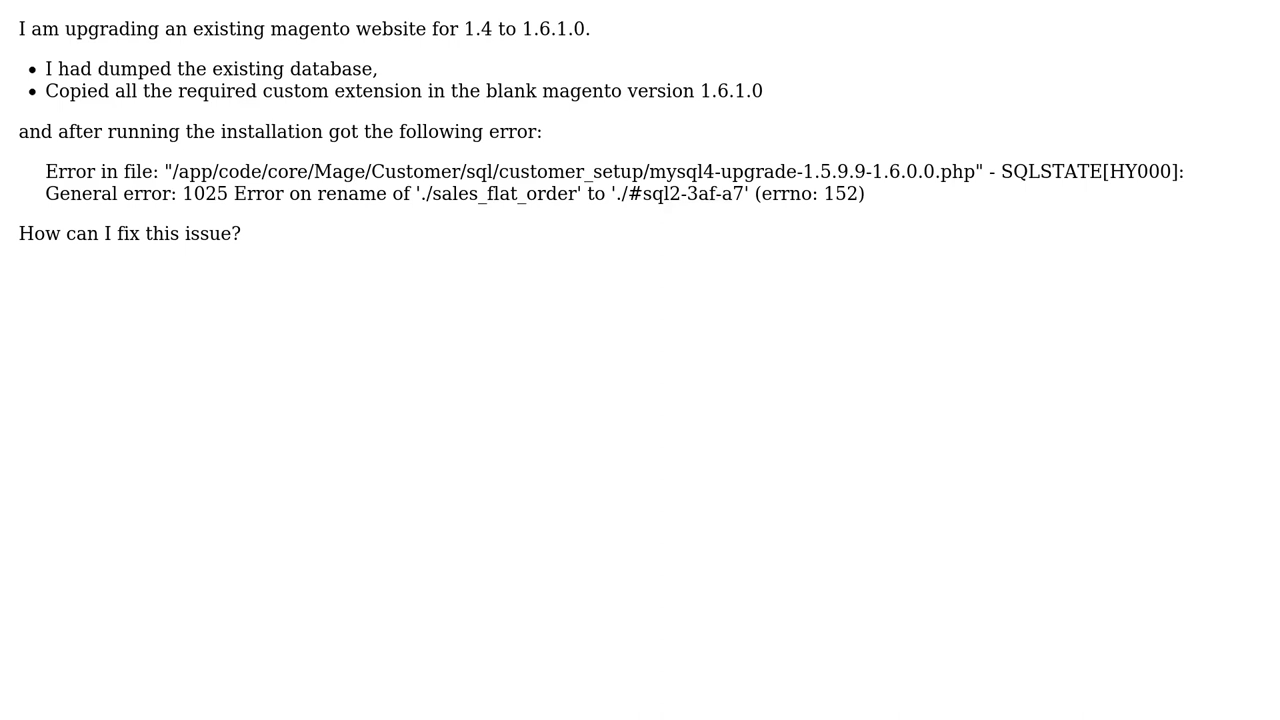 I am upgrading an existing magento website for 1.4 to 1.6.1.0.
• I had dumped the existing database,
• Copied all the required custom extension in the blank magento version 1.6.1.0
and after running the installation got the following error:
Error in file: "/app/code/core/Mage/Customer/sql/customer_setup/mysql4-upgrade-1.5.9.9-1.6.0.0.php" - SQLSTATE[HY000]:
General error: 1025 Error on rename of './sales_flat_order' to './#sql2-3af-a7' (errno: 152)
How can I fix this issue?